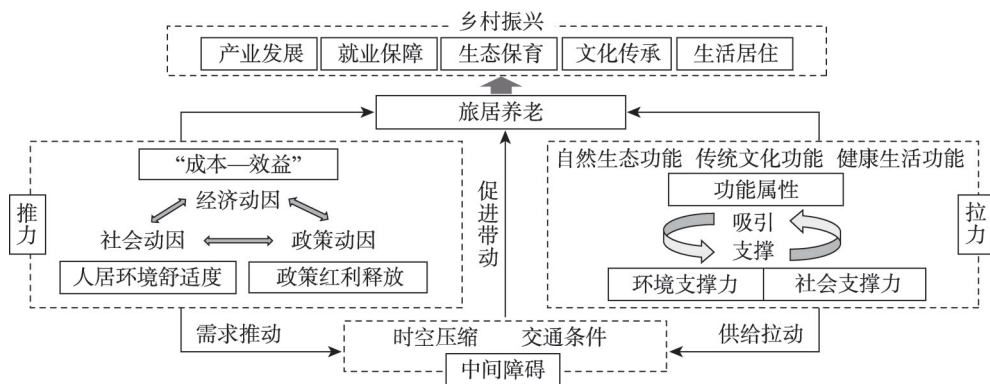 乡村振兴
产业发展 就业保障 生态保育 文化传承 生活居住
旅居养老
推力
“成本—效益”
经济动因
社会动因 政策动因
人居环境舒适度 政策红利释放
促进带动
自然生态功能 传统文化功能 健康生活功能
功能属性
吸引
支撑
环境支撑力 社会支撑力
拉力
需求推动
时空压缩 交通条件
中间障碍
供给拉动